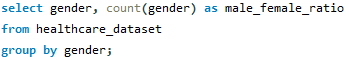 select gender, count(gender) as male_female_ratio
from healthcare_dataset
group by gender;